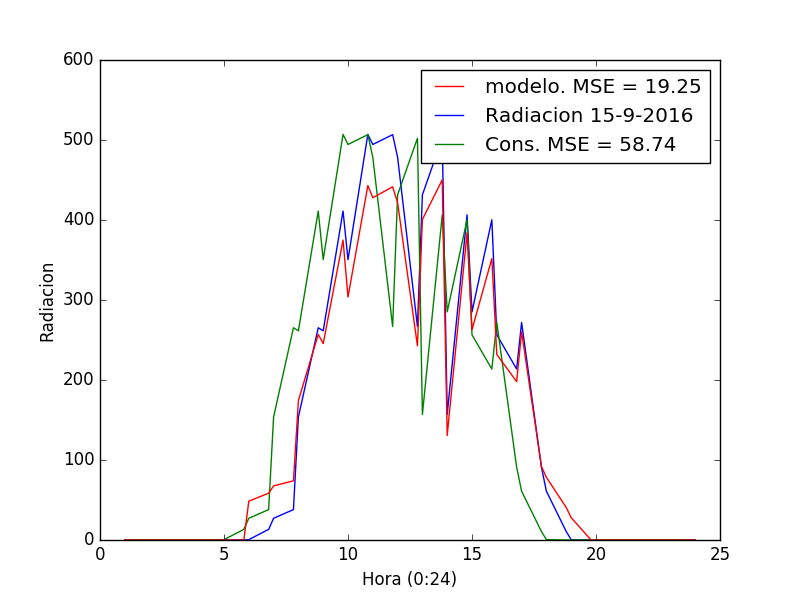 600
500
400
300
200
100
0
Radiacion
modelo. MSE = 19.25
Radiacion 15-9-2016
Cons. MSE = 58.74
0 5 10 15 20 25
Hora (0:24)